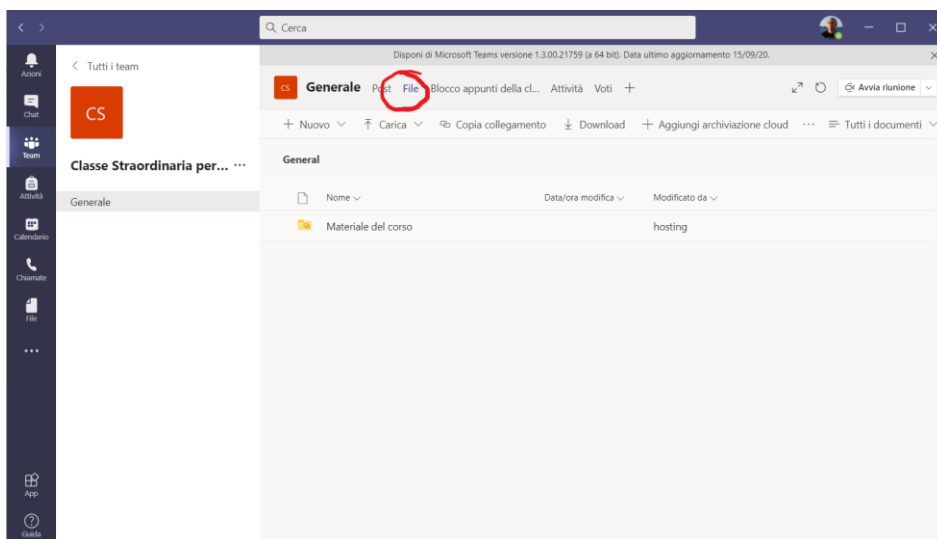 Cerca
Disponi di Microsoft Teams versione 1.3.00.21759 (a 64 bit). Data ultimo aggiornamento 15/09/20.
Azioni
Chat
Team
Attività
Calendario
Chiamate
File
App
Guida
Tutti i team
CS
Classe Straordinaria per... ...
Generale
CS Generale Post File Blocco appunti della cl... Attività Voti + Avvia riunione
+ Nuovo Carica Copia collegamento Download + Aggiungi archiviazione cloud ... Tutti i documenti
General
Nome Data/ora modifica Modificato da
Materiale del corso hosting